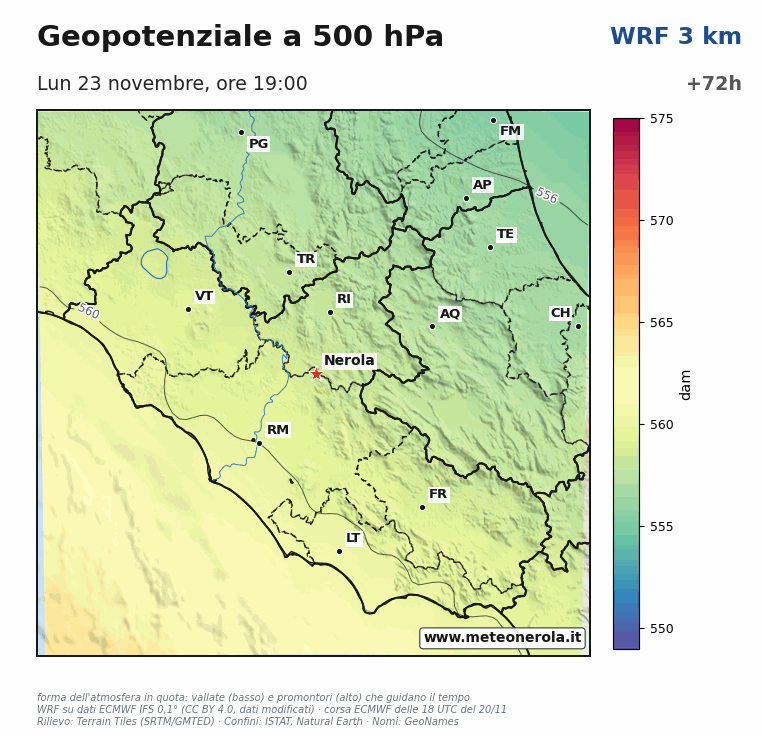 Geopotenziale a 500 hPa
WRF 3 km
Lun 23 novembre, ore 19:00
+72h
FM
PG
AP
556
TE
TR
VT
RI
560
AQ
CH
Nerola
RM
FR
LT
www.meteonerola.it
575
570
565
560
555
550
dam
forma dell'atmosfera in quota: vallate (basso) e promontori (alto) che guidano il tempo
WRF su dati ECMWF IFS 0,1° (CC BY 4.0, dati modificati) · corsa ECMWF delle 18 UTC del 20/11
Rilievo: Terrain Tiles (SRTM/GMTED) · Confini: ISTAT, Natural Earth · Nomi: GeoNames